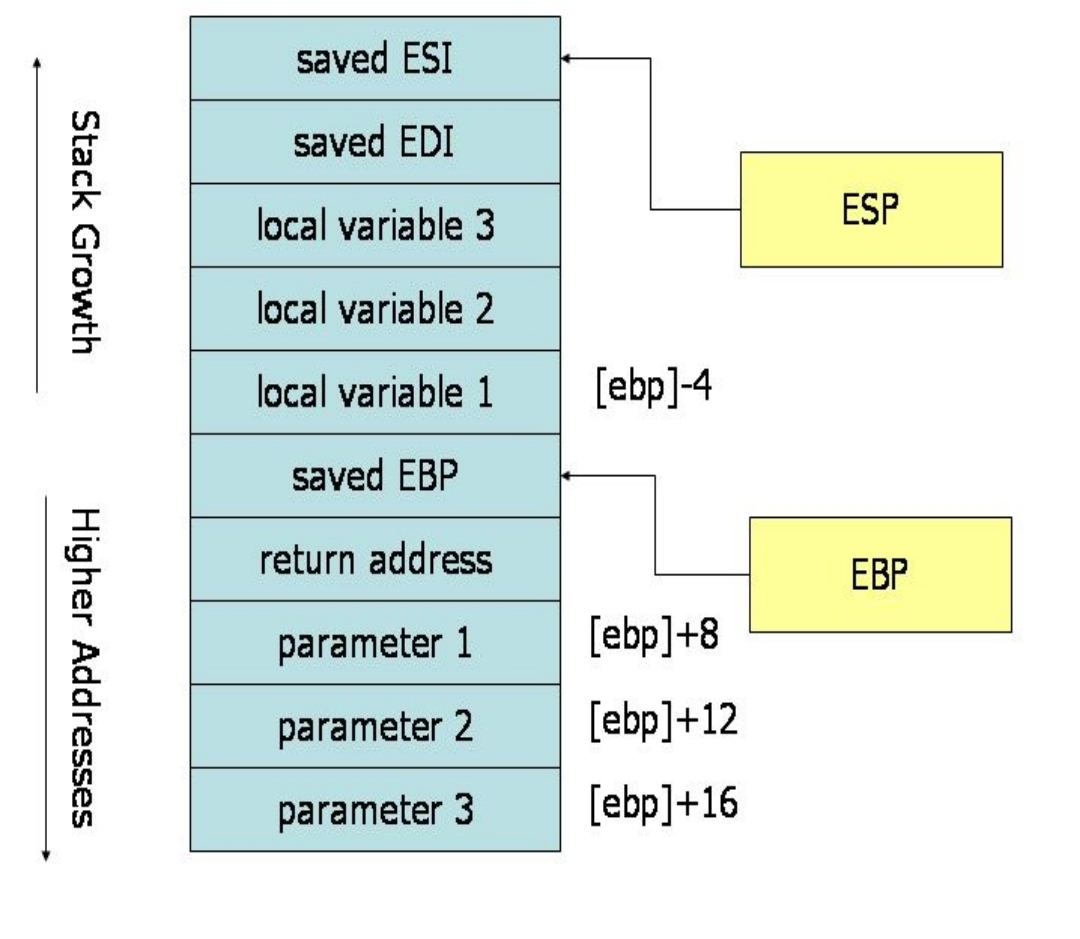 saved ESI
saved EDI
local variable 3
local variable 2
local variable 1
saved EBP
return address
parameter 1
parameter 2
parameter 3
[ebp]-4
[ebp]+8
[ebp]+12
[ebp]+16
ESP
EBP
Stack Growth
Higher Addresses